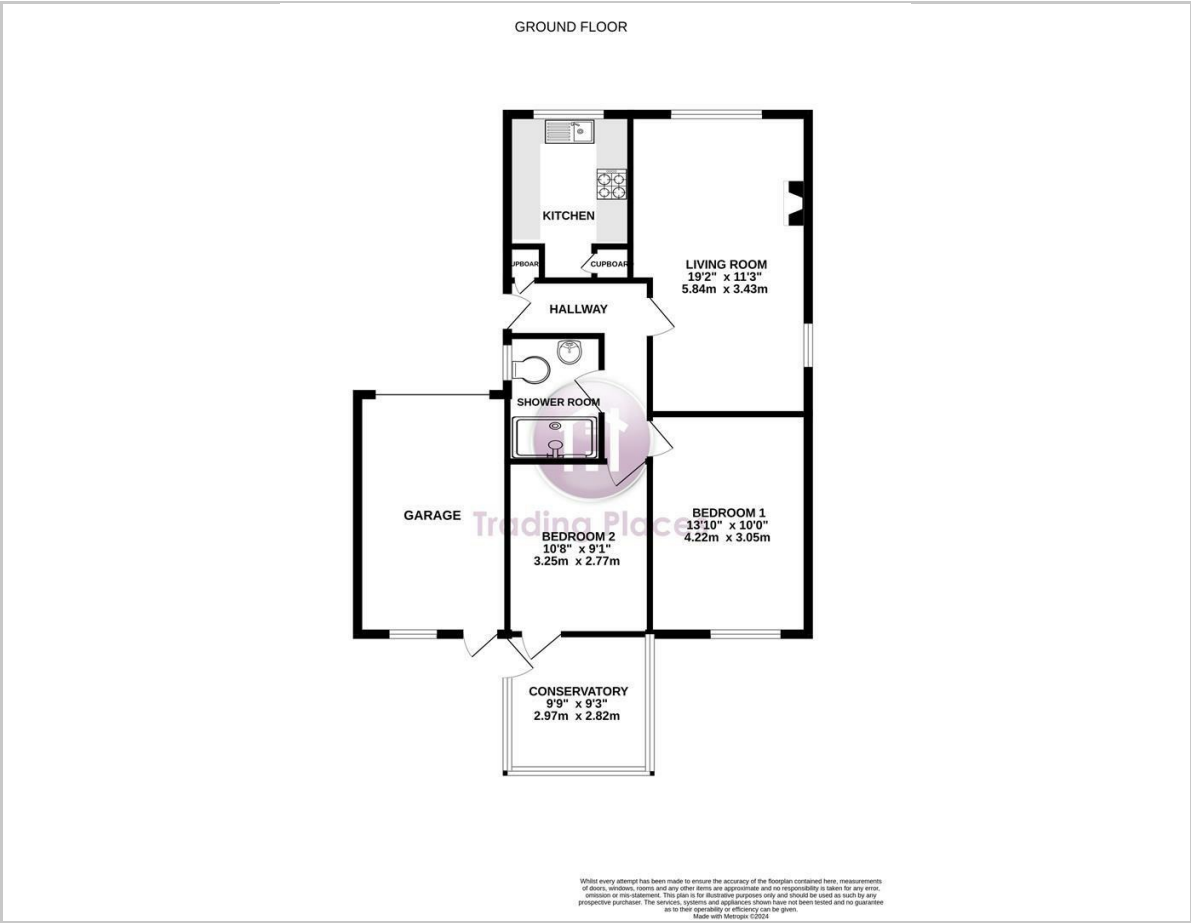 GROUND FLOOR
KITCHEN
UPBOAR
CUPBOARD
LIVING ROOM
19'2" x 11'3"
5.84m x 3.43m
HALLWAY
SHOWER ROOM
GARAGE
Trading Places
BEDROOM 1
13'10" x 10'0"
4.22m x 3.05m
BEDROOM 2
10'8" x 9'1"
3.25m x 2.77m
CONSERVATORY
9'9" x 9'3"
2.97m x 2.82m
Whilst every attempt has been made to ensure the accuracy of the floorplan contained here, measurements
of doors, windows, rooms and any other items are approximate and no responsibility is taken for any error,
omission or mis-statement. This plan is for illustrative purposes only and should be used as such by any
prospective purchaser. The services, systems and appliances shown have not been tested and no guarantee
as to their operability or efficiency can be given.
Made with Metropix ©2024